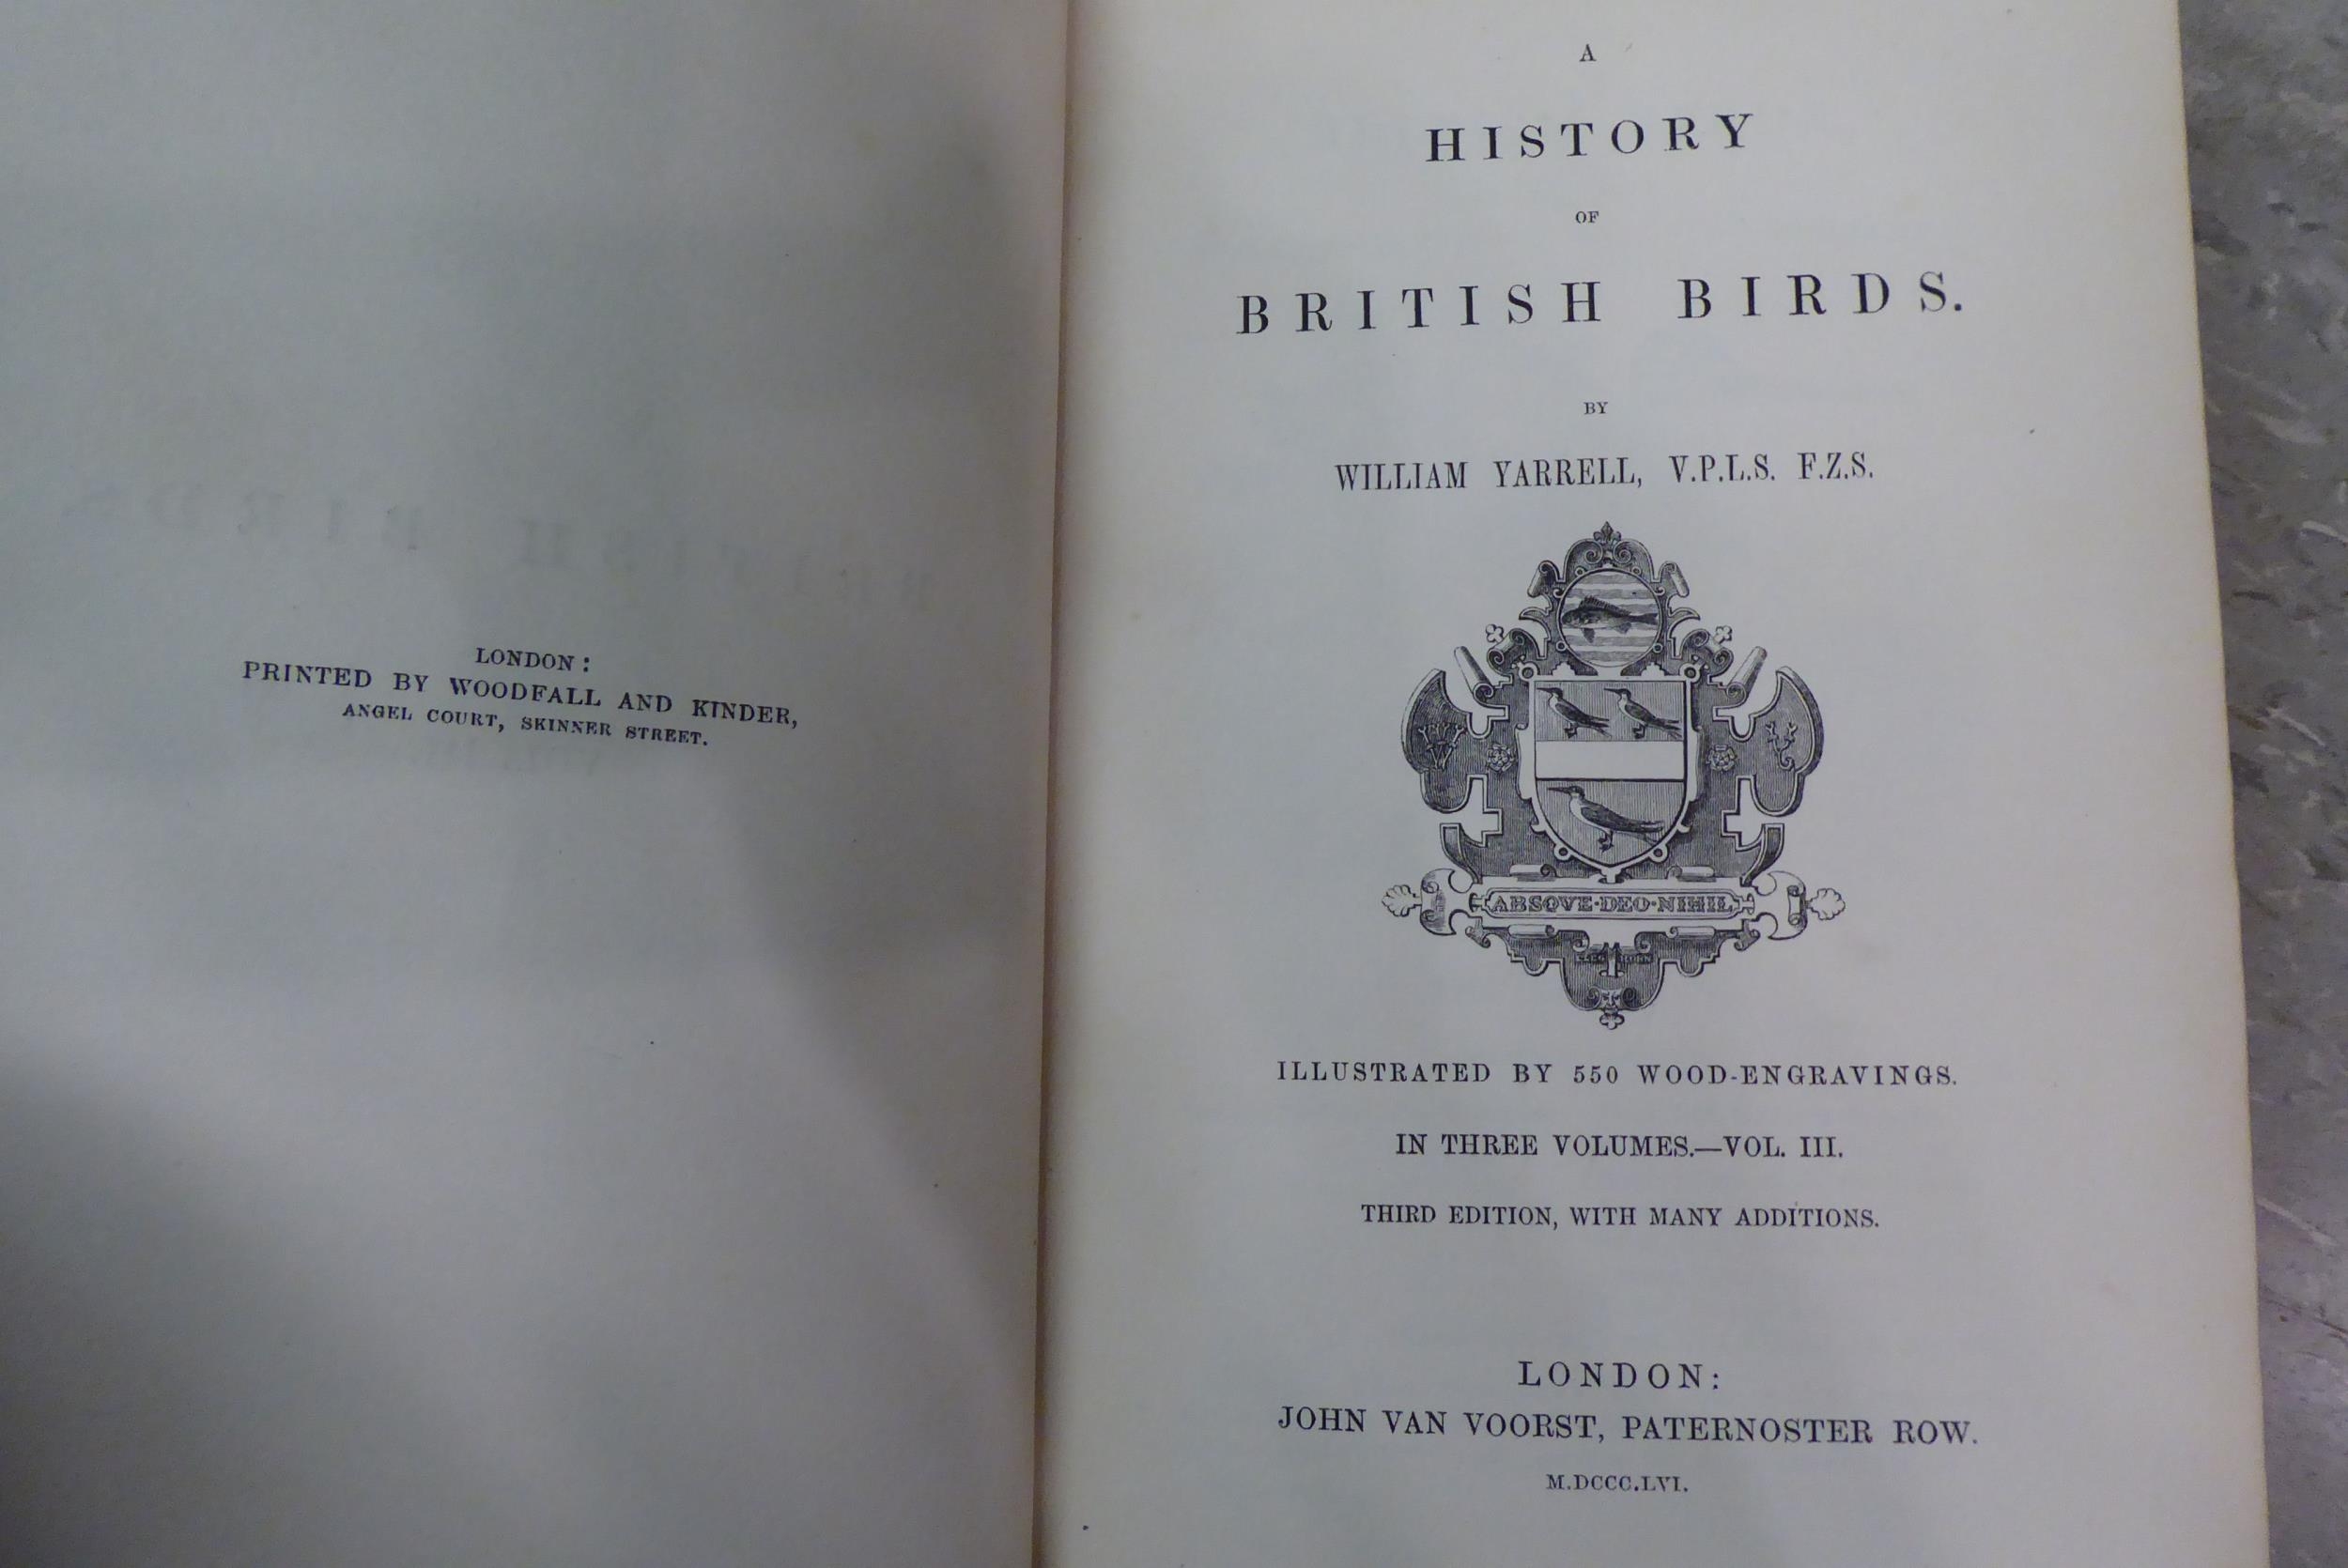 LONDON:
PRINTED BY WOODFALL AND KINDER,
ANGEL COURT, SKINNER STREET.
A
HISTORY
OF
BRITISH BIRDS.
BY
WILLIAM YARRELL, V.P.L.S. F.Z.S.
ABSQVE·DEO·NIHIL
ILLUSTRATED BY 550 WOOD-ENGRAVINGS.
IN THREE VOLUMES.—VOL. III.
THIRD EDITION, WITH MANY ADDITIONS.
LONDON:
JOHN VAN VOORST, PATERNOSTER ROW.
M.DCCC.LVI.